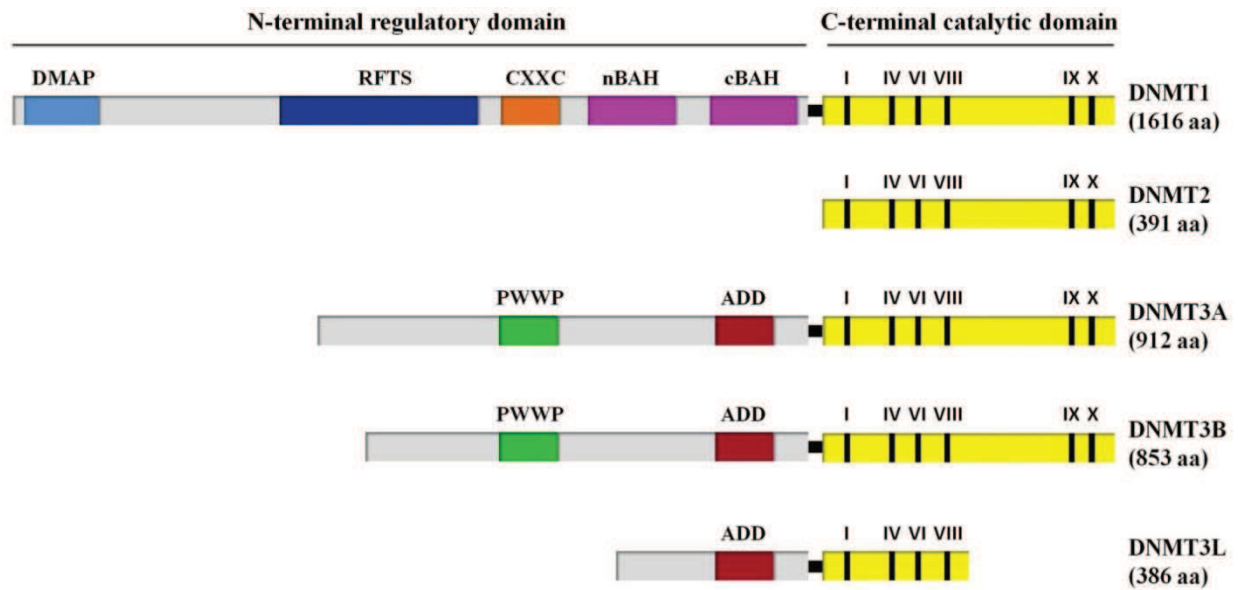 N-terminal regulatory domain C-terminal catalytic domain
DMAP RFTS CXXC nBAH cBAH I IV VI VIII IX X
DNMT1
(1616 aa)
I IV VI VIII IX X
DNMT2
(391 aa)
PWWP ADD I IV VI VIII IX X
DNMT3A
(912 aa)
PWWP ADD I IV VI VIII IX X
DNMT3B
(853 aa)
ADD I IV VI VIII
DNMT3L
(386 aa)